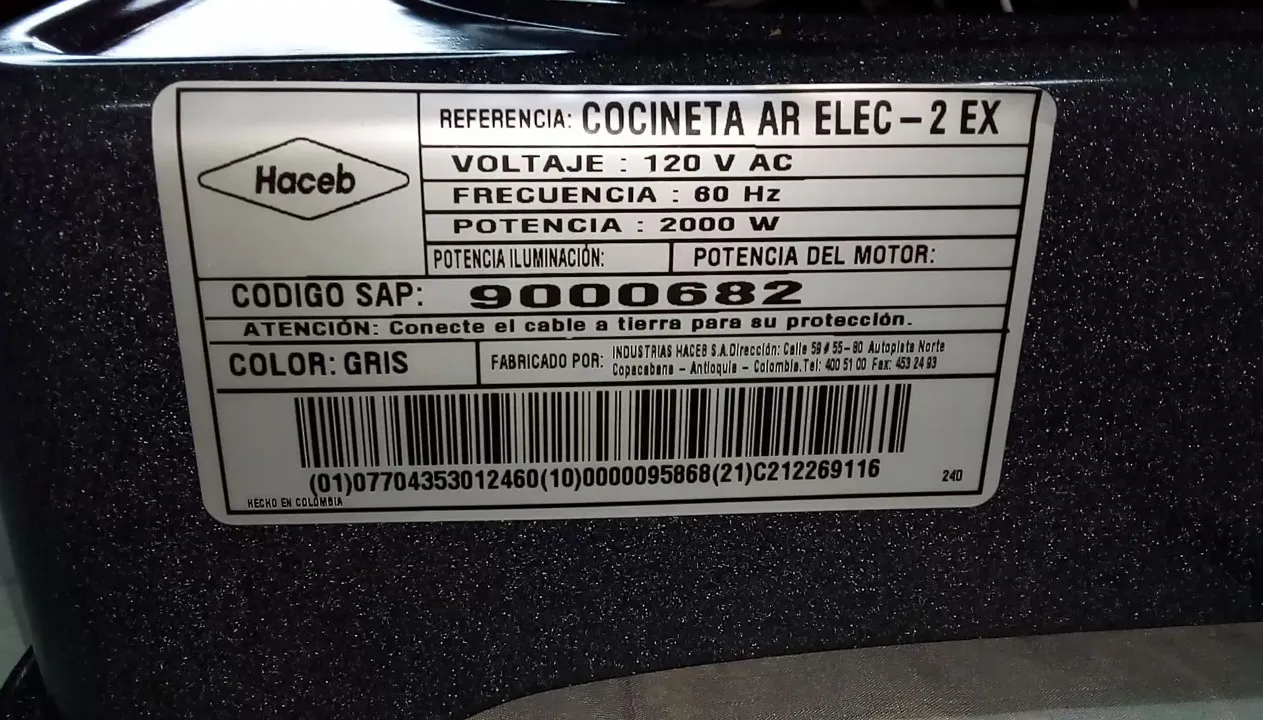 Haceb
REFERENCIA: COCINETA AR ELEC-2 EX
VOLTAJE : 120 V AC
FRECUENCIA : 60 Hz
POTENCIA : 2000 W
POTENCIA ILUMINACIÓN:
POTENCIA DEL MOTOR:
CODIGO SAP: 9000682
ATENCIÓN: Conecte el cable a tierra para su protección.
COLOR: GRIS
FABRICADO POR: INDUSTRIAS HACEB S.A. Dirección: Calle 59 # 55-80 Autopista Norte
Copacabana - Antioquia - Colombia. Tel: 400 51 00 Fax: 453 24 93
(01)07704353012460(10)0000095868(21)C212269116
240
HECHO EN COLOMBIA